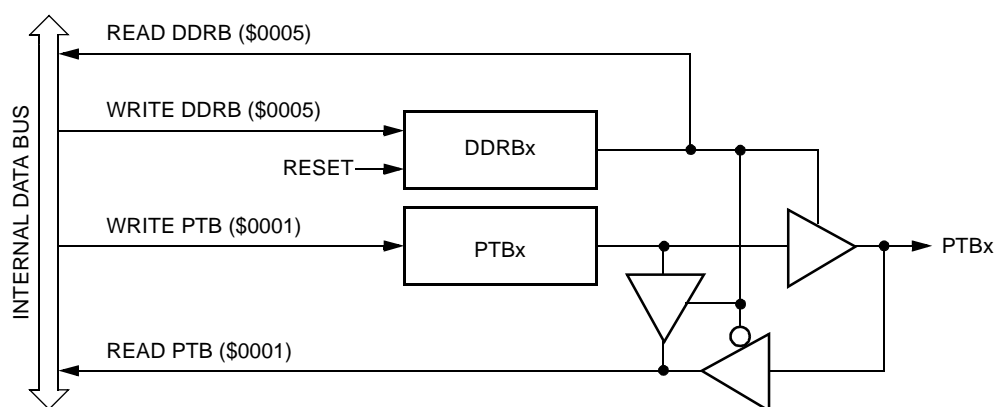 READ DDRB ($0005)
WRITE DDRB ($0005)
DDRBx
RESET
WRITE PTB ($0001)
PTBx
PTBx
READ PTB ($0001)
INTERNAL DATA BUS